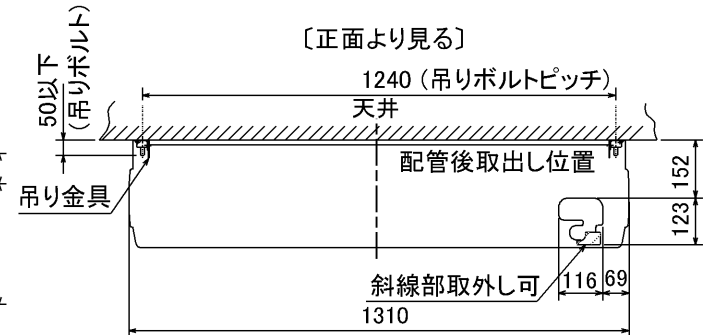 〔正面より見る〕
50以下
(吊りボルト)
1240 (吊りボルトピッチ)
天井
配管後取出し位置
吊り金具
152
123
斜線部取外し可
116
69
1310